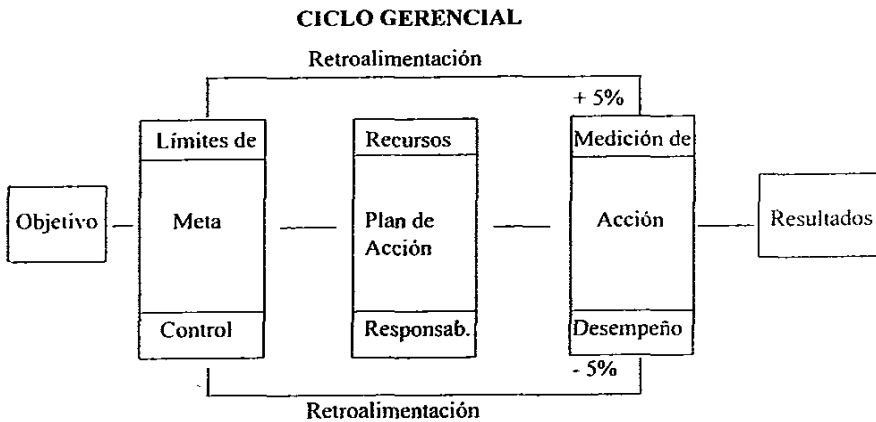 CICLO GERENCIAL
Retroalimentación
+ 5%
Límites de
Recursos
Medición de
Objetivo
Meta
Plan de
Acción
Acción
Resultados
Control
Responsab.
Desempeño
- 5%
Retroalimentación